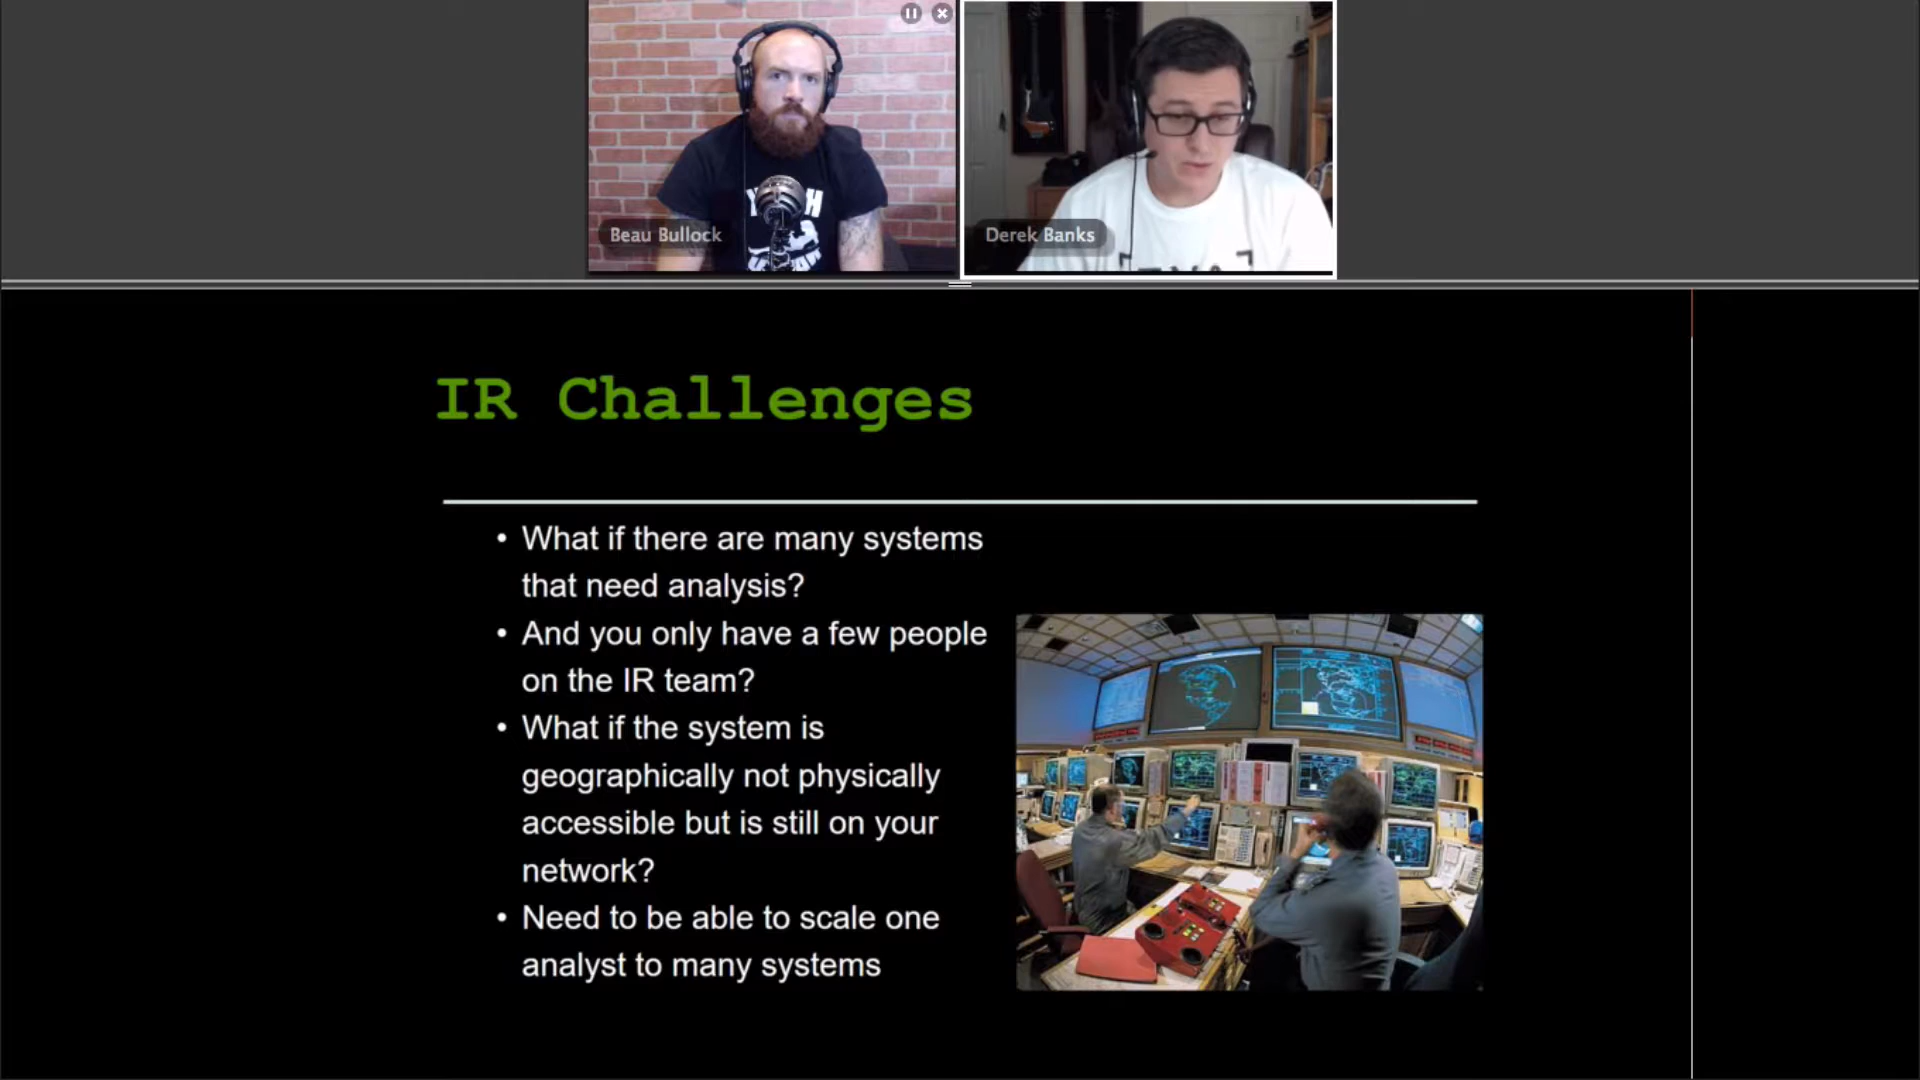 Beau Bullock
Derek Banks
IR Challenges
• What if there are many systems
that need analysis?
• And you only have a few people
on the IR team?
• What if the system is
geographically not physically
accessible but is still on your
network?
• Need to be able to scale one
analyst to many systems